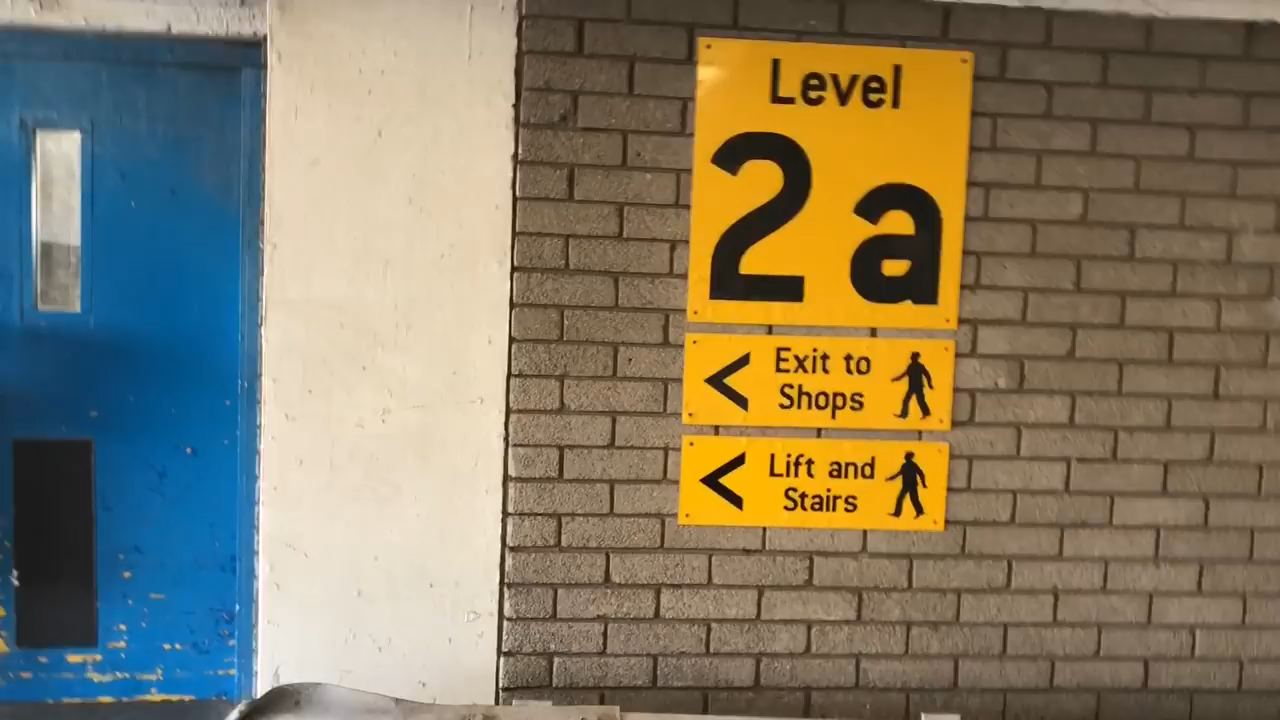 Level
2a
< Exit to
Shops
< Lift and
Stairs